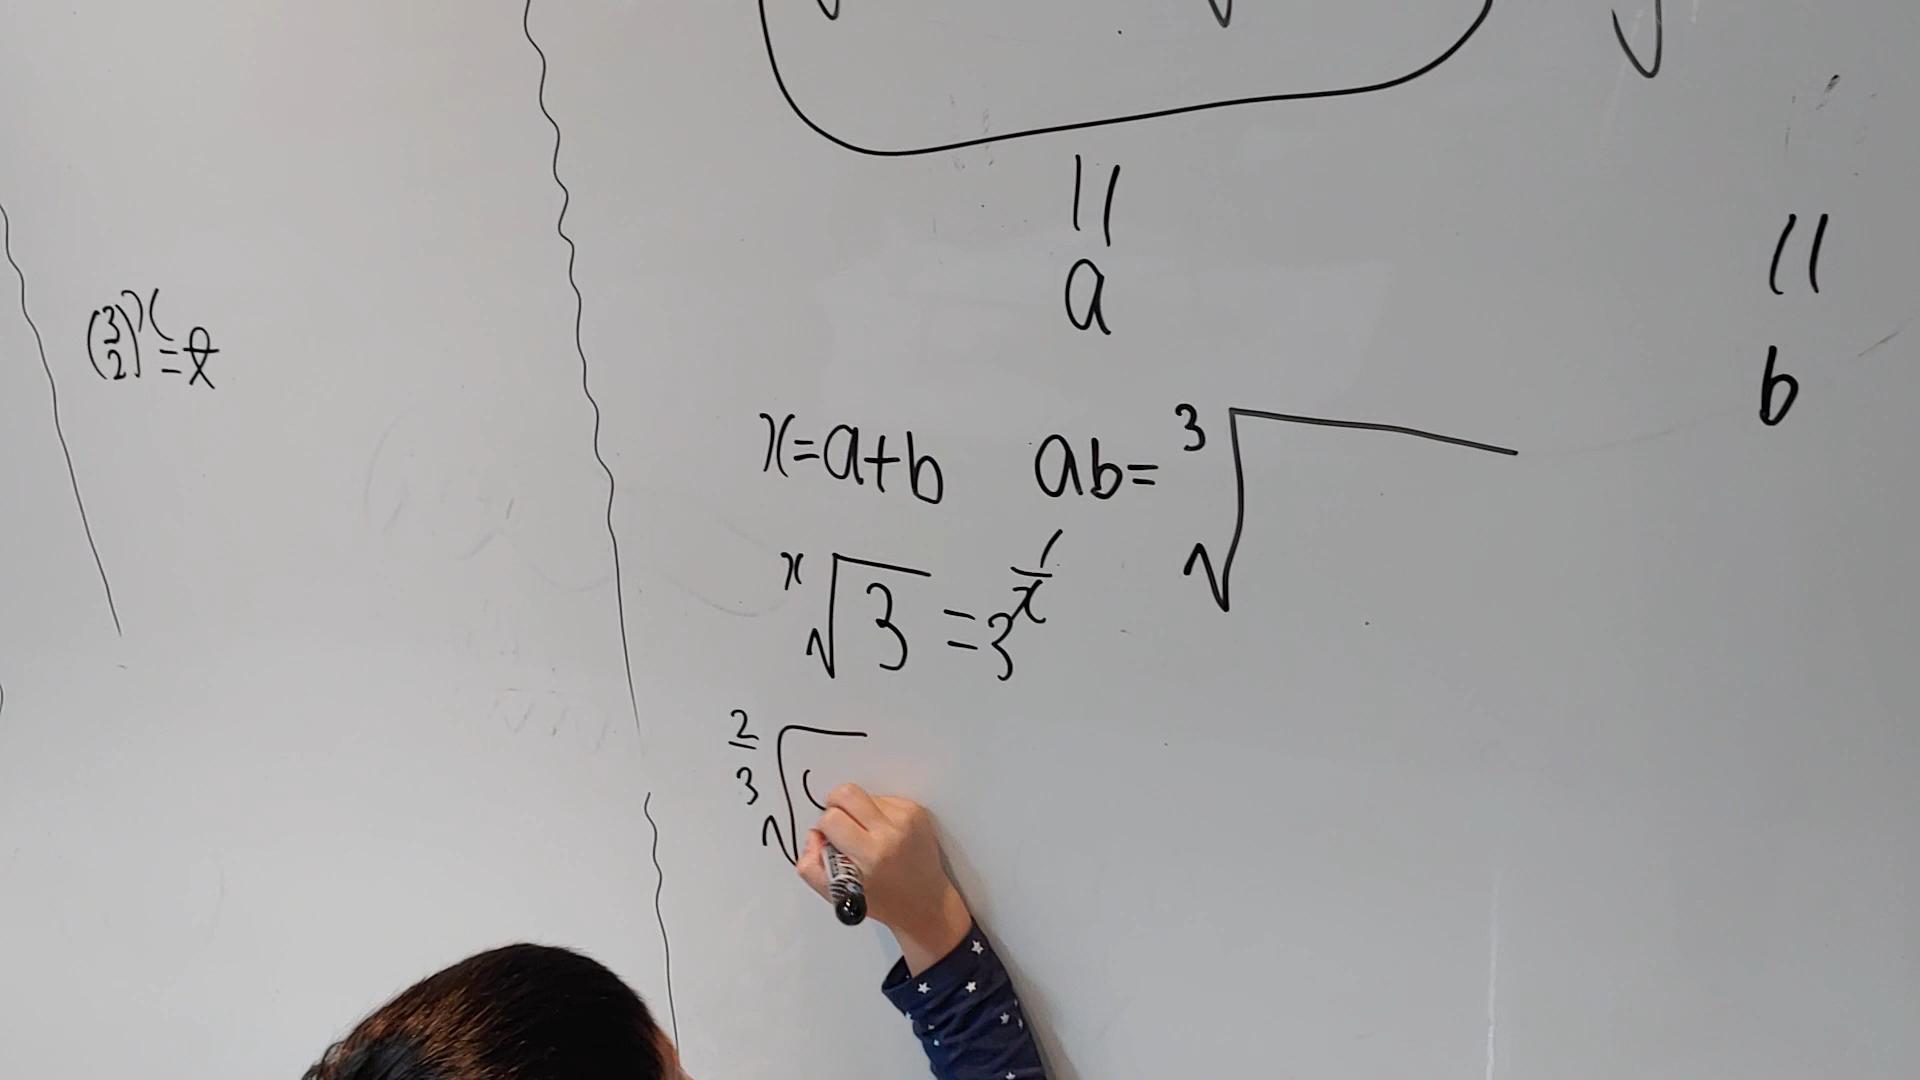 (3/2)^x =
||
a
||
b
x=a+b ab=3√
x√3 =3^1/x
2/3√